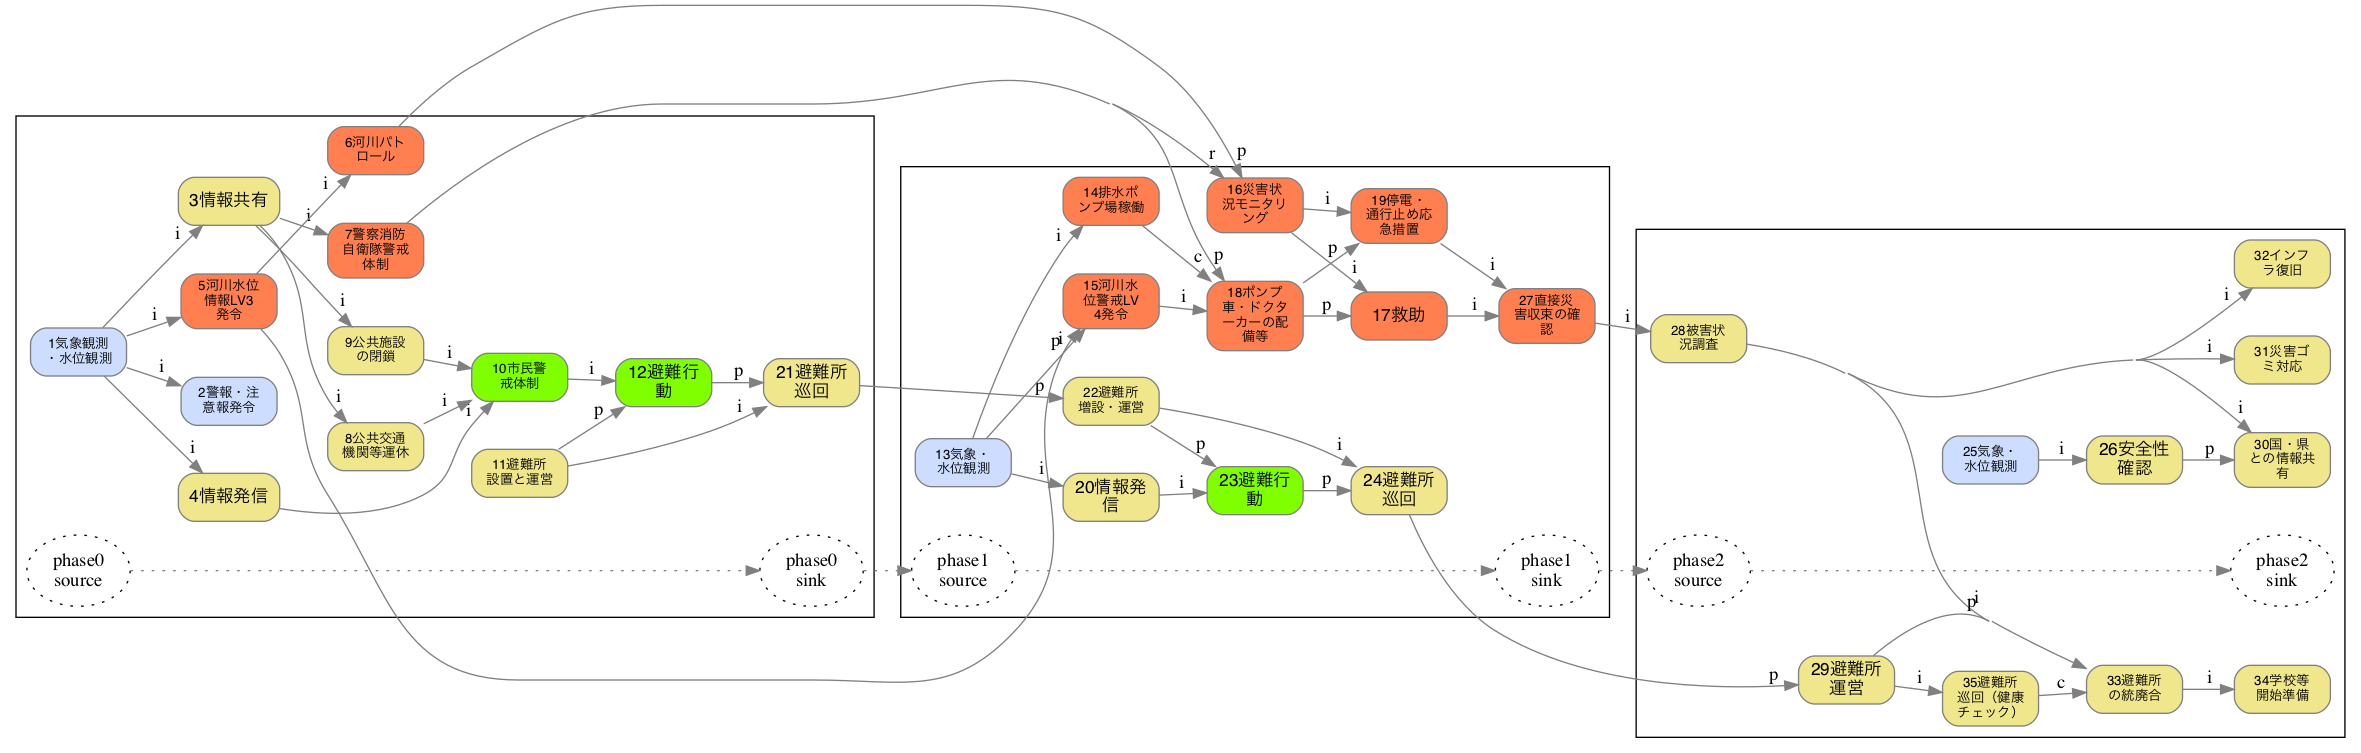 6河川パト
ロール
3情報共有
7警察消防
自衛隊警戒
体制
5河川水位
情報LV3
発令
1気象観測
・水位観測
9公共施設
の閉鎖
2警報・注
意報発令
10市民警
戒体制
12避難行
動
21避難所
巡回
8公共交通
機関等運休
11避難所
設置と運営
4情報発信
phase0
source
phase0
sink
i
i
i
i
i
i
i
i
i
i
i
i
p
p
i
14排水ポ
ンプ場稼働
16災害状
況モニタリ
ング
19停電・
通行止め応
急措置
15河川水
位警戒LV
4発令
18ポンプ
車・ドクタ
ーカーの配
備等
17救助
27直接災
害収束の確
認
22避難所
増設・運営
13気象・
水位観測
20情報発
信
23避難行
動
24避難所
巡回
phase1
source
phase1
sink
r
p
i
i
c
p
p
i
i
i
p
i
p
i
p
p
i
i
i
p
i
p
i
32インフ
ラ復旧
28被害状
況調査
31災害ゴ
ミ対応
25気象・
水位観測
26安全性
確認
30国・県
との情報共
有
phase2
source
phase2
sink
29避難所
運営
35避難所
巡回（健康
チェック）
33避難所
の統廃合
34学校等
開始準備
i
i
i
i
i
p
p
i
p
i
c
i